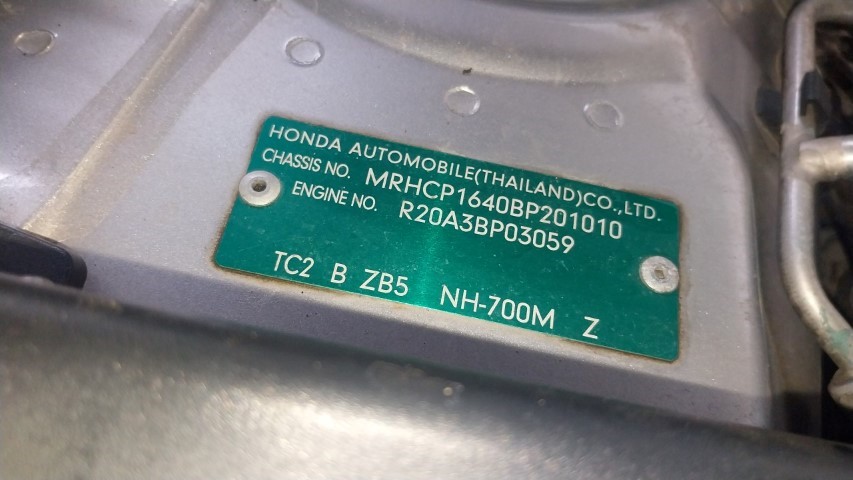 HONDA AUTOMOBILE(THAILAND)CO.,LTD.
CHASSIS NO. MRHCP1640BP201010
ENGINE NO. R20A3BP03059
TC2 B ZB5 NH-700M Z